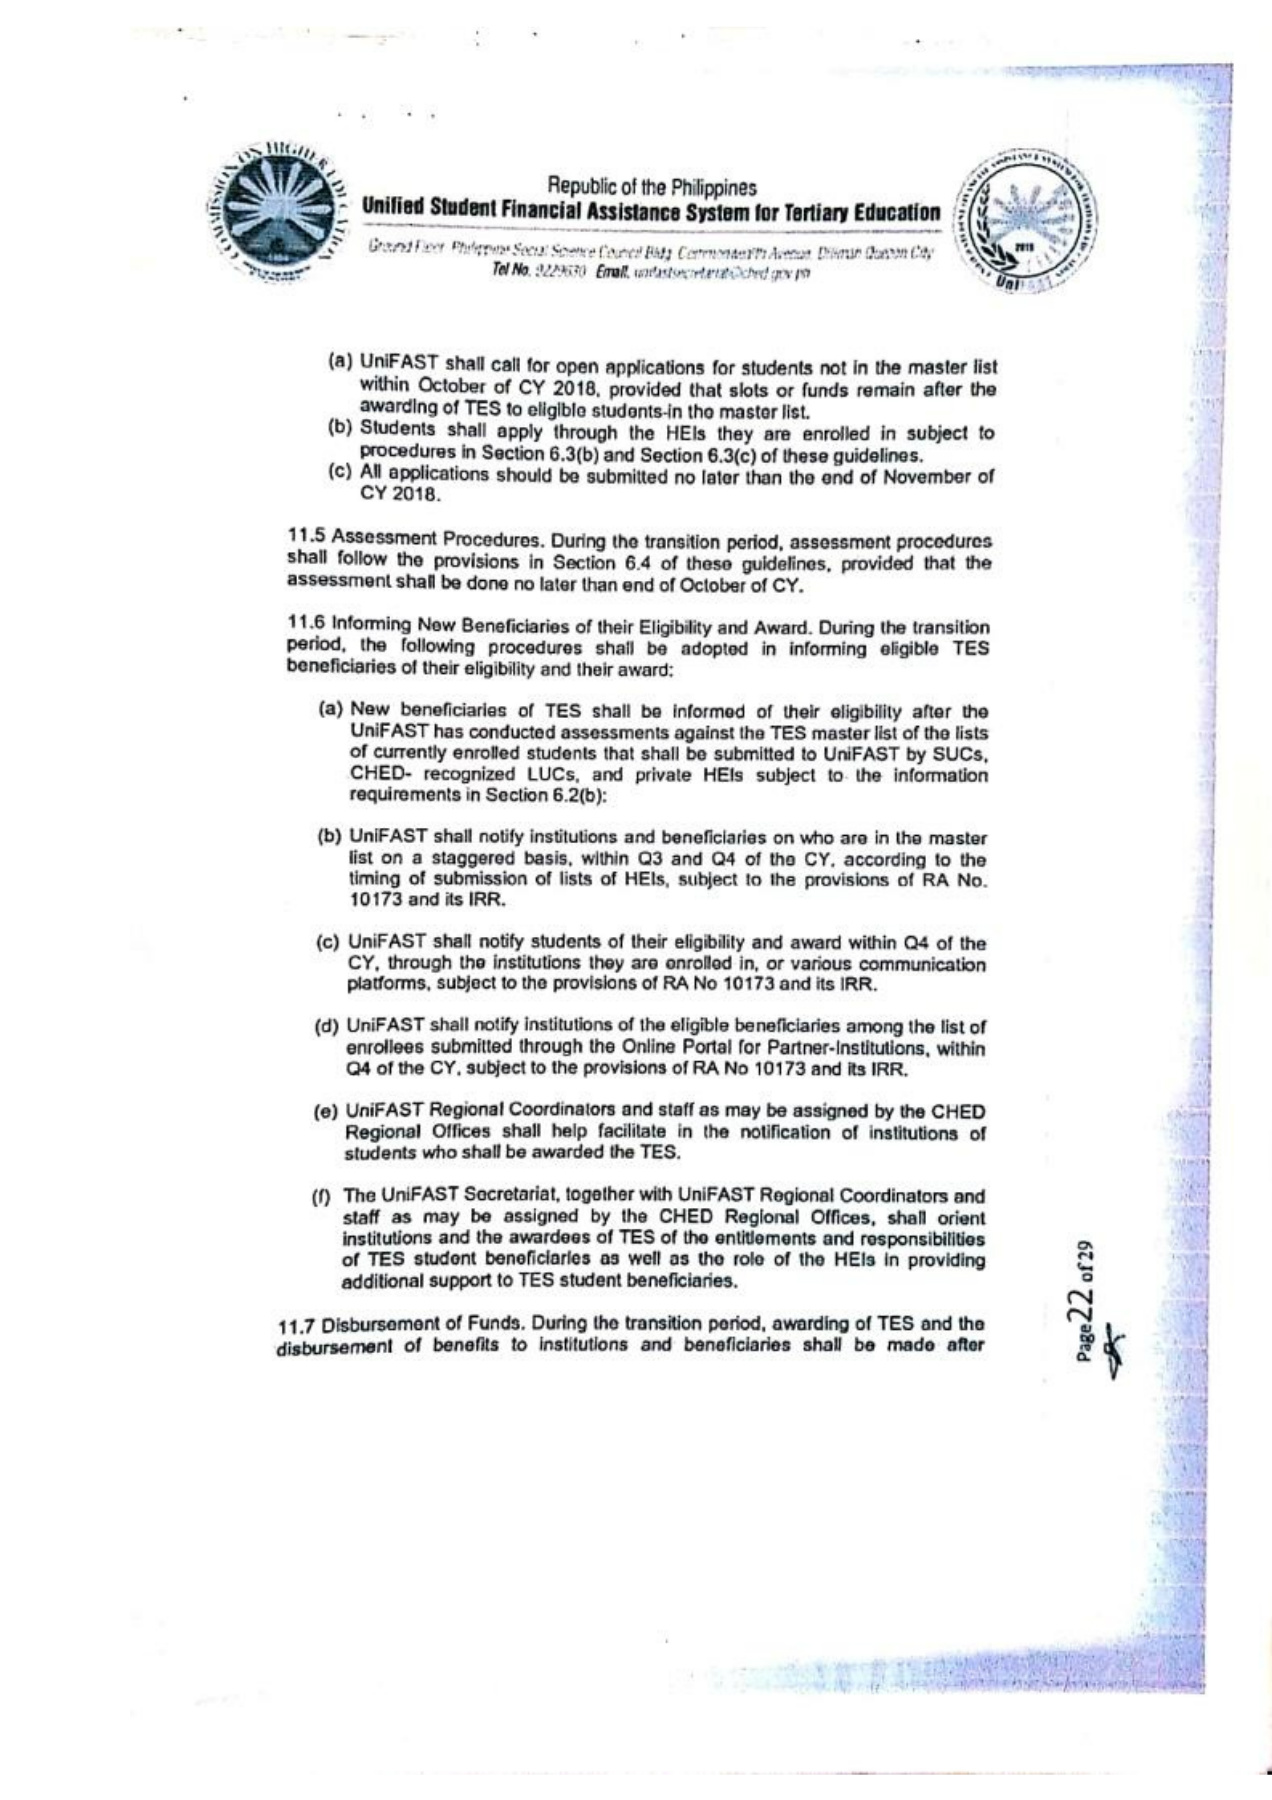 COMMISSION ON HIGHER EDUCATION
2015
Republic of the Philippines
Unified Student Financial Assistance System for Tertiary Education
Ground Floor Philippine Social Science Council Bldg Commonwealth Avenue Diliman Quezon City
Tel No. Email.
(a) UniFAST shall call for open applications for students not in the master list
within October of CY 2018, provided that slots or funds remain after the
awarding of TES to eligible students-in the master list.
(b) Students shall apply through the HEIs they are enrolled in subject to
procedures in Section 6.3(b) and Section 6.3(c) of these guidelines.
(c) All applications should be submitted no later than the end of November of
CY 2018.
11.5 Assessment Procedures. During the transition period, assessment procedures
shall follow the provisions in Section 6.4 of these guidelines, provided that the
assessment shall be done no later than end of October of CY.
11.6 Informing New Beneficiaries of their Eligibility and Award. During the transition
period, the following procedures shall be adopted in informing eligible TES
beneficiaries of their eligibility and their award:
(a) New beneficiaries of TES shall be informed of their eligibility after the
UniFAST has conducted assessments against the TES master list of the lists
of currently enrolled students that shall be submitted to UniFAST by SUCs,
CHED- recognized LUCs, and private HEIs subject to the information
requirements in Section 6.2(b):
(b) UniFAST shall notify institutions and beneficiaries on who are in the master
list on a staggered basis, within Q3 and Q4 of the CY, according to the
timing of submission of lists of HEIs, subject to the provisions of RA No.
10173 and its IRR.
(c) UniFAST shall notify students of their eligibility and award within Q4 of the
CY, through the institutions they are enrolled in, or various communication
platforms, subject to the provisions of RA No 10173 and its IRR.
(d) UniFAST shall notify institutions of the eligible beneficiaries among the list of
enrollees submitted through the Online Portal for Partner-Institutions, within
Q4 of the CY, subject to the provisions of RA No 10173 and its IRR.
(e) UniFAST Regional Coordinators and staff as may be assigned by the CHED
Regional Offices shall help facilitate in the notification of institutions of
students who shall be awarded the TES.
(f) The UniFAST Secretariat, together with UniFAST Regional Coordinators and
staff as may be assigned by the CHED Regional Offices, shall orient
institutions and the awardees of TES of the entitlements and responsibilities
of TES student beneficiaries as well as the role of the HEIs in providing
additional support to TES student beneficiaries.
11.7 Disbursement of Funds. During the transition period, awarding of TES and the
disbursement of benefits to institutions and beneficiaries shall be made after
Page 22 of 29